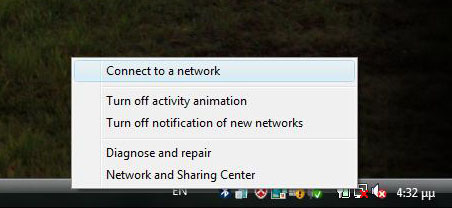 Connect to a network
Turn off activity animation
Turn off notification of new networks
Diagnose and repair
Network and Sharing Center
EN 4:32 μμ